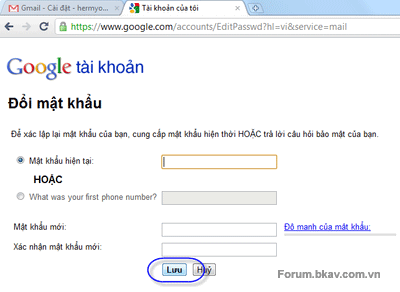 Gmail - Cài đặt - hermyo...
Tài khoản của tôi
https://www.google.com/accounts/EditPasswd?hl=vi&service=mail
Google tài khoản
Đổi mật khẩu
Để xác lập lại mật khẩu của bạn, cung cấp mật khẩu hiện thời HOẶC trả lời câu hỏi bảo mật của bạn.
Mật khẩu hiện tại:
HOẶC
What was your first phone number?
Mật khẩu mới:
Độ mạnh của mật khẩu:
Xác nhận mật khẩu mới:
Lưu Huỷ
Forum.bkav.com.vn